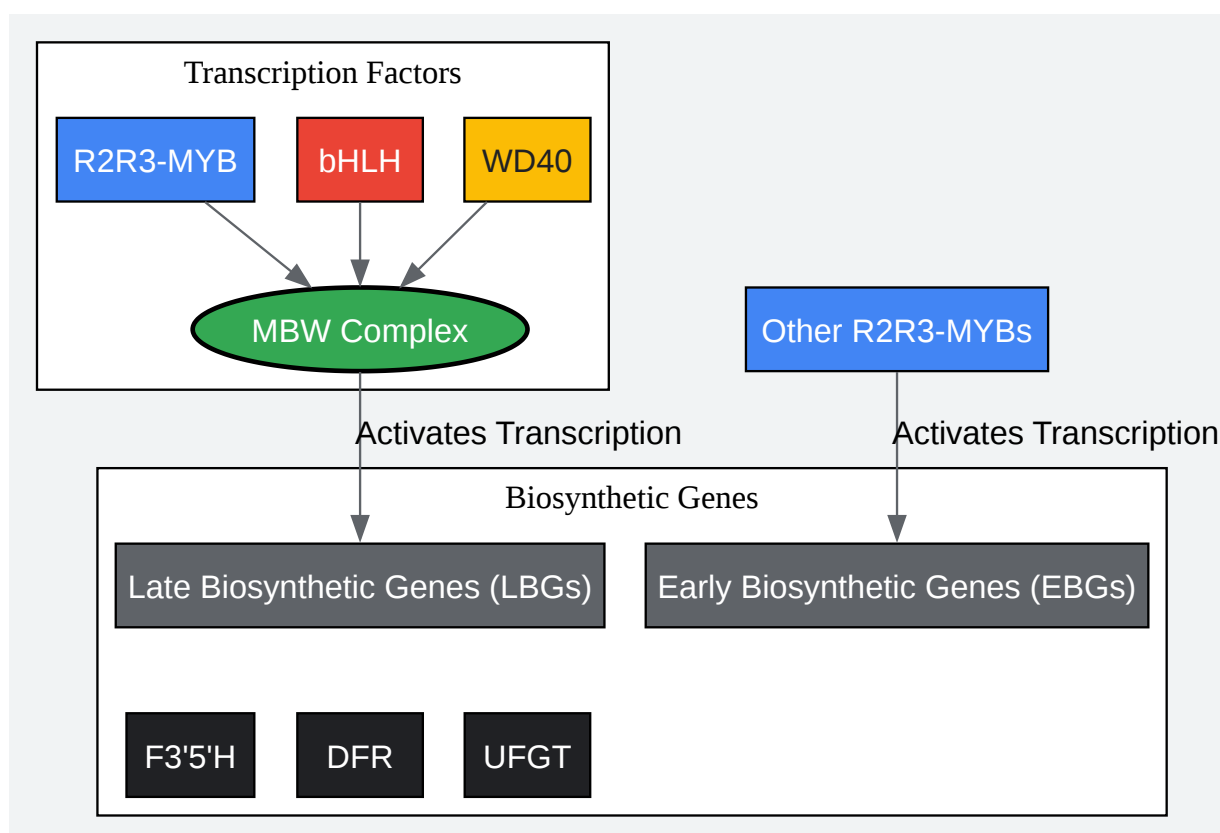 Transcription Factors
R2R3-MYB
bHLH
WD40
MBW Complex
Other R2R3-MYBs
Activates Transcription
Activates Transcription
Biosynthetic Genes
Late Biosynthetic Genes (LBGs)
Early Biosynthetic Genes (EBGs)
F3'5'H
DFR
UFGT